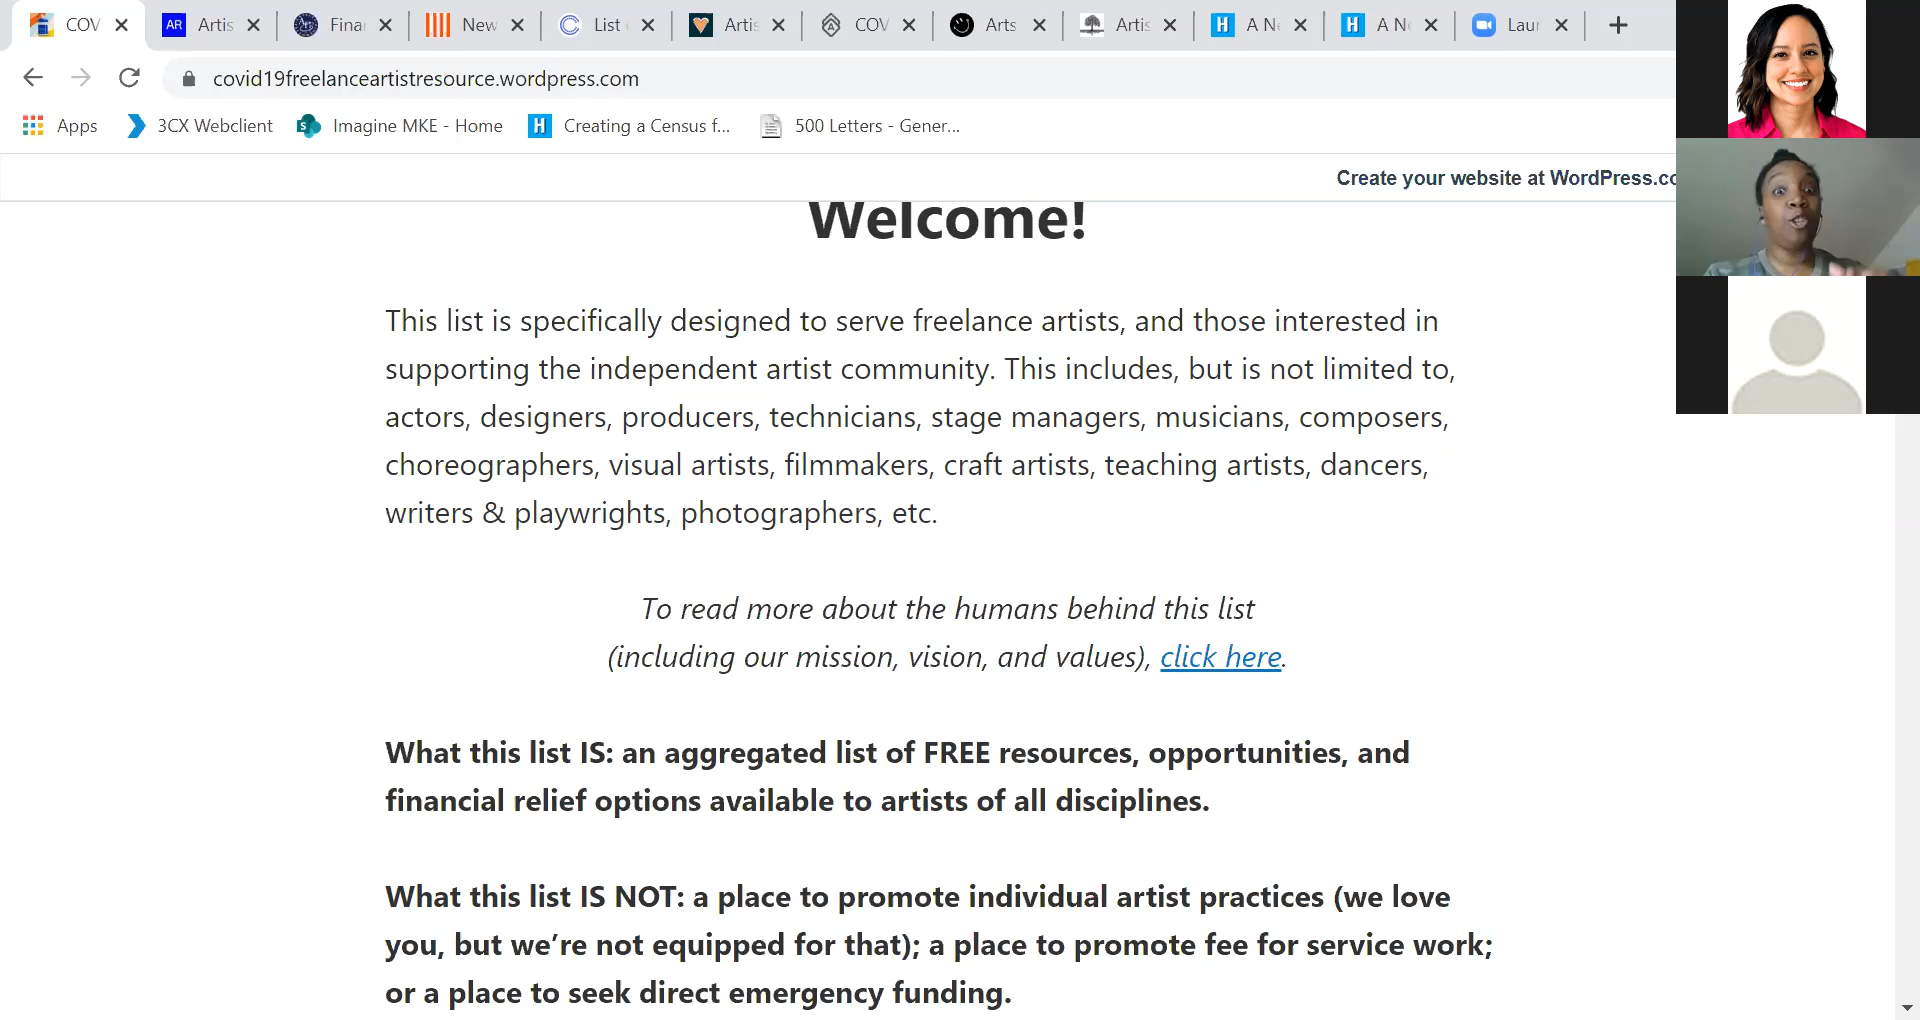 COV
AR
Artis
Finar
New
List
Artis
COV
Arts
Artis
H
A Ne
H
A Ne
Laur
covid19freelanceartistresource.wordpress.com
Apps
3CX Webclient
S
Imagine MKE - Home
H
Creating a Census f...
500 Letters - Gener...
Create your website at WordPress.co
Welcome!
This list is specifically designed to serve freelance artists, and those interested in
supporting the independent artist community. This includes, but is not limited to,
actors, designers, producers, technicians, stage managers, musicians, composers,
choreographers, visual artists, filmmakers, craft artists, teaching artists, dancers,
writers & playwrights, photographers, etc.
To read more about the humans behind this list
(including our mission, vision, and values), click here.
What this list IS: an aggregated list of FREE resources, opportunities, and
financial relief options available to artists of all disciplines.
What this list IS NOT: a place to promote individual artist practices (we love
you, but we’re not equipped for that); a place to promote fee for service work;
or a place to seek direct emergency funding.